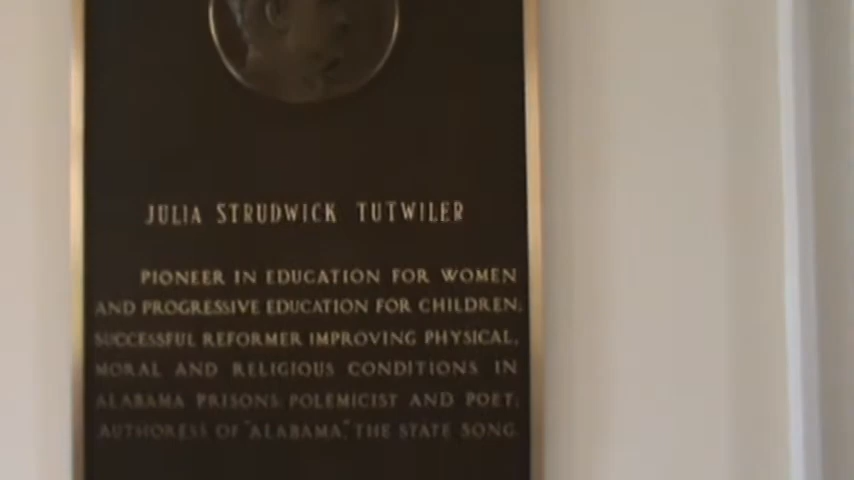 JULIA STRUDWICK TUTWILER
PIONEER IN EDUCATION FOR WOMEN
AND PROGRESSIVE EDUCATION FOR CHILDREN;
SUCCESSFUL REFORMER IMPROVING PHYSICAL,
MORAL AND RELIGIOUS CONDITIONS IN
ALABAMA PRISONS; POLEMICIST AND POET;
AUTHORESS OF "ALABAMA," THE STATE SONG.